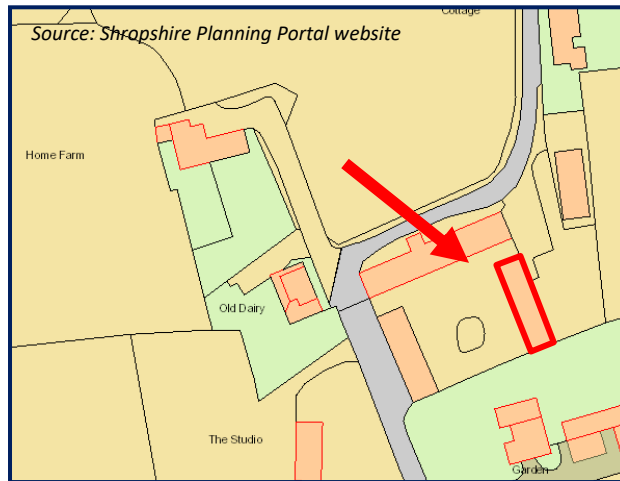 Cottage
Source: Shropshire Planning Portal website
Home Farm
Old Dairy
The Studio
Garden